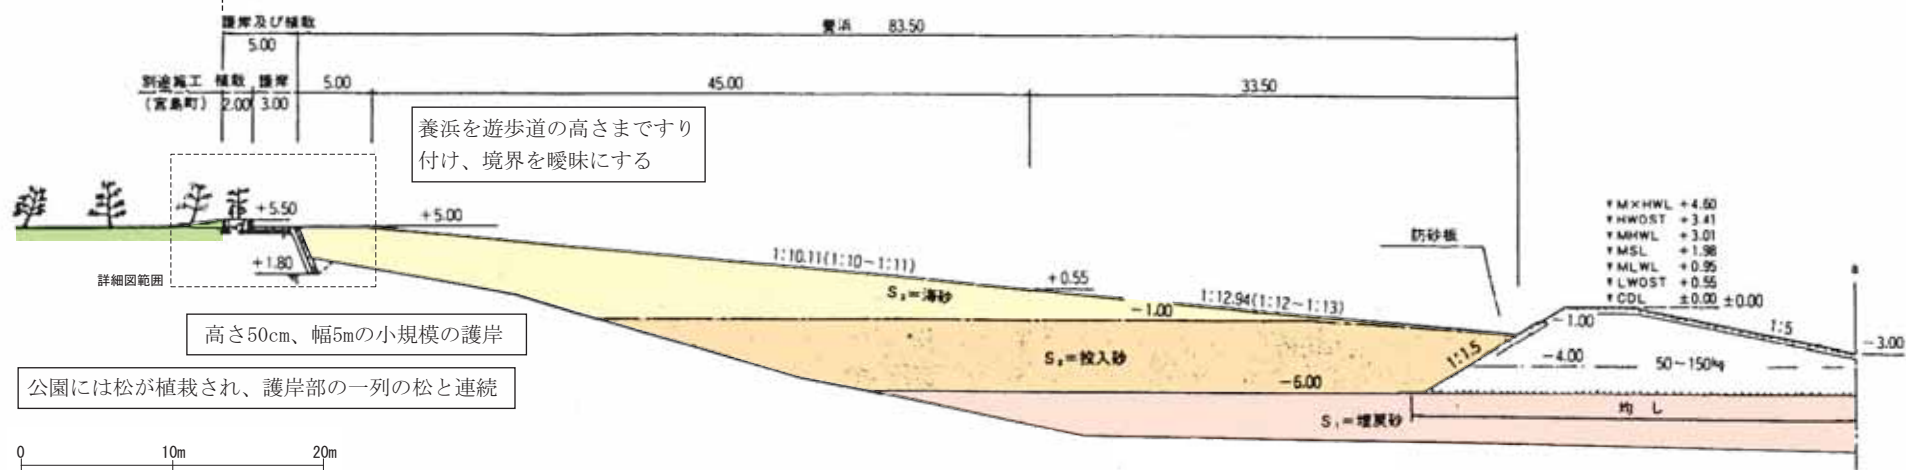 護岸及び植栽
5.00
養浜 83.50
別途施工 植栽 護岸 5.00 45.00 33.50
(宮島町) 2.00 3.00
養浜を遊歩道の高さまですり
付け、境界を曖昧にする
+5.50
+5.00
+1.80
詳細図範囲
1:10.11(1:10~1:11)
S₃=海砂
+0.55
1:12.94(1:12~1:13)
-1.00
防砂板
M×HWL +4.60
HWOST +3.41
MHWL +3.01
MSL +1.98
MLWL +0.95
LWOST +0.55
CDL ±0.00 ±0.00
-1.00
1:5
-3.00
1:1.5
-4.00
50~150kg
高さ50cm、幅5mの小規模の護岸
S₂=投入砂
公園には松が植栽され、護岸部の一列の松と連続
-6.00
均し
S₁=埋戻砂
0 10m 20m